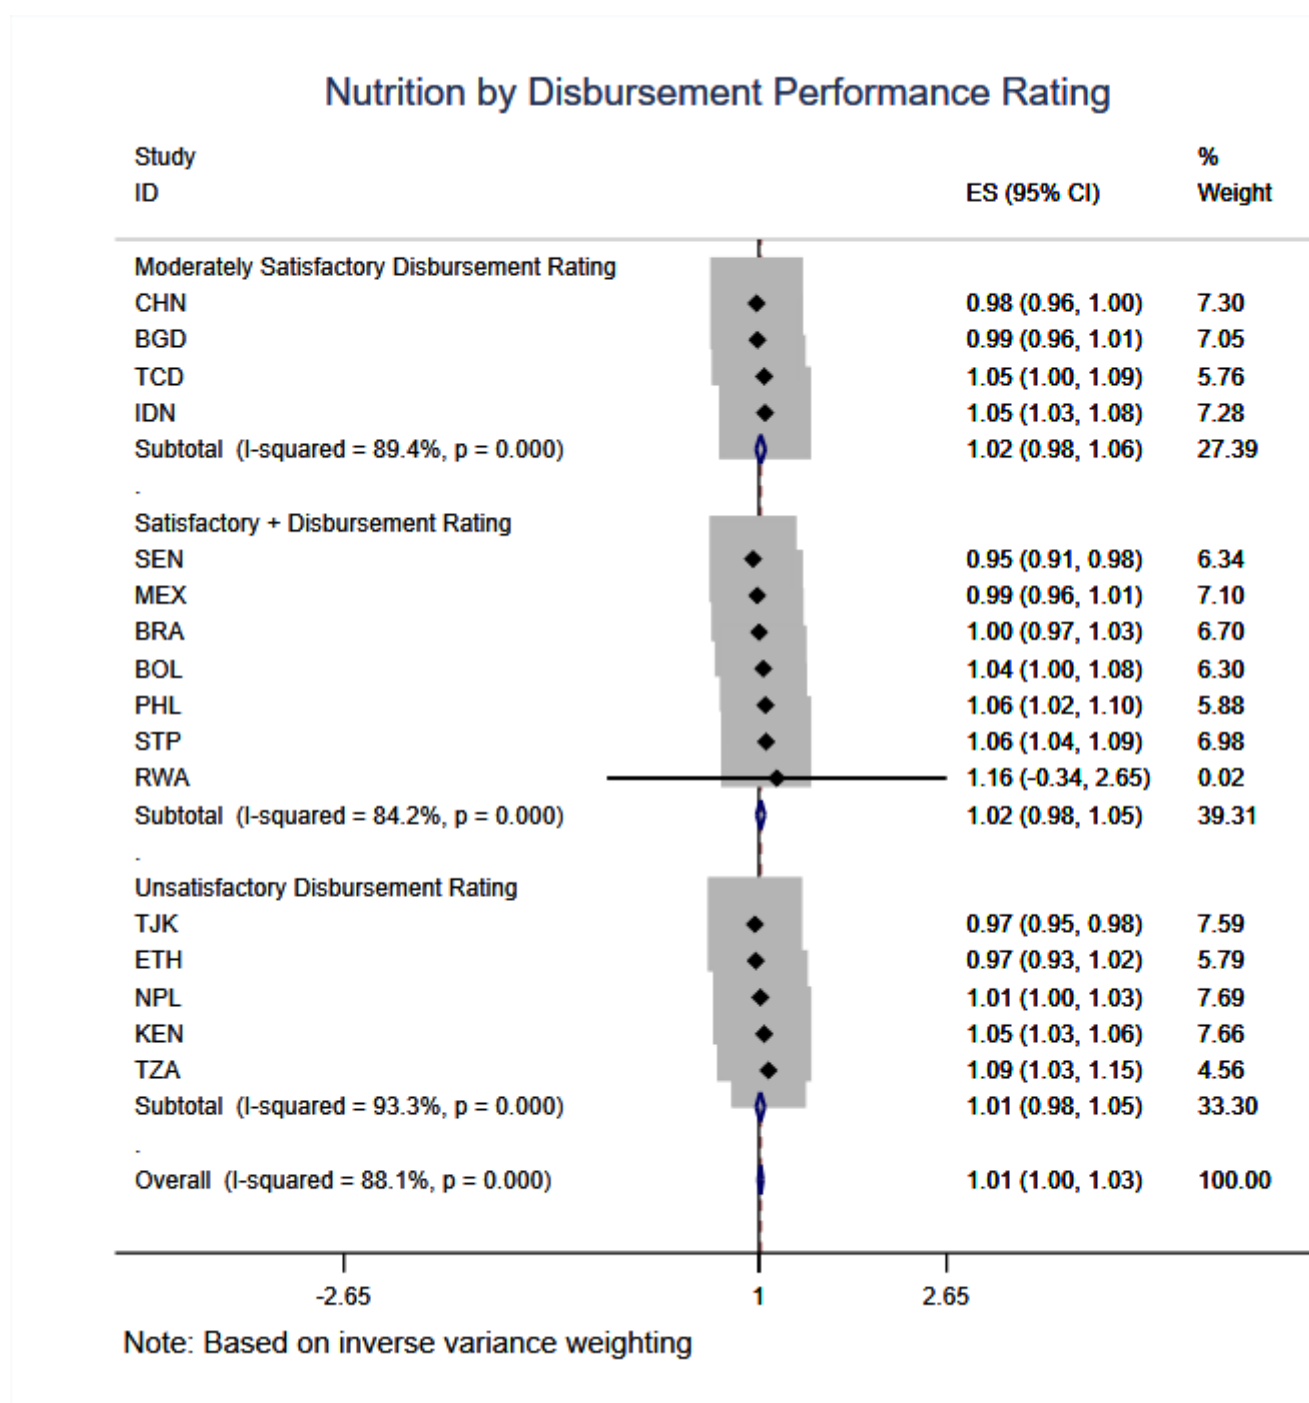 Nutrition by Disbursement Performance Rating
Study %
ID ES (95% CI) Weight
Moderately Satisfactory Disbursement Rating
CHN 0.98 (0.96, 1.00) 7.30
BGD 0.99 (0.96, 1.01) 7.05
TCD 1.05 (1.00, 1.09) 5.76
IDN 1.05 (1.03, 1.08) 7.28
Subtotal (I-squared = 89.4%, p = 0.000) 1.02 (0.98, 1.06) 27.39
.
Satisfactory + Disbursement Rating
SEN 0.95 (0.91, 0.98) 6.34
MEX 0.99 (0.96, 1.01) 7.10
BRA 1.00 (0.97, 1.03) 6.70
BOL 1.04 (1.00, 1.08) 6.30
PHL 1.06 (1.02, 1.10) 5.88
STP 1.06 (1.04, 1.09) 6.98
RWA 1.16 (-0.34, 2.65) 0.02
Subtotal (I-squared = 84.2%, p = 0.000) 1.02 (0.98, 1.05) 39.31
.
Unsatisfactory Disbursement Rating
TJK 0.97 (0.95, 0.98) 7.59
ETH 0.97 (0.93, 1.02) 5.79
NPL 1.01 (1.00, 1.03) 7.69
KEN 1.05 (1.03, 1.06) 7.66
TZA 1.09 (1.03, 1.15) 4.56
Subtotal (I-squared = 93.3%, p = 0.000) 1.01 (0.98, 1.05) 33.30
.
Overall (I-squared = 88.1%, p = 0.000) 1.01 (1.00, 1.03) 100.00
-2.65 1 2.65
Note: Based on inverse variance weighting